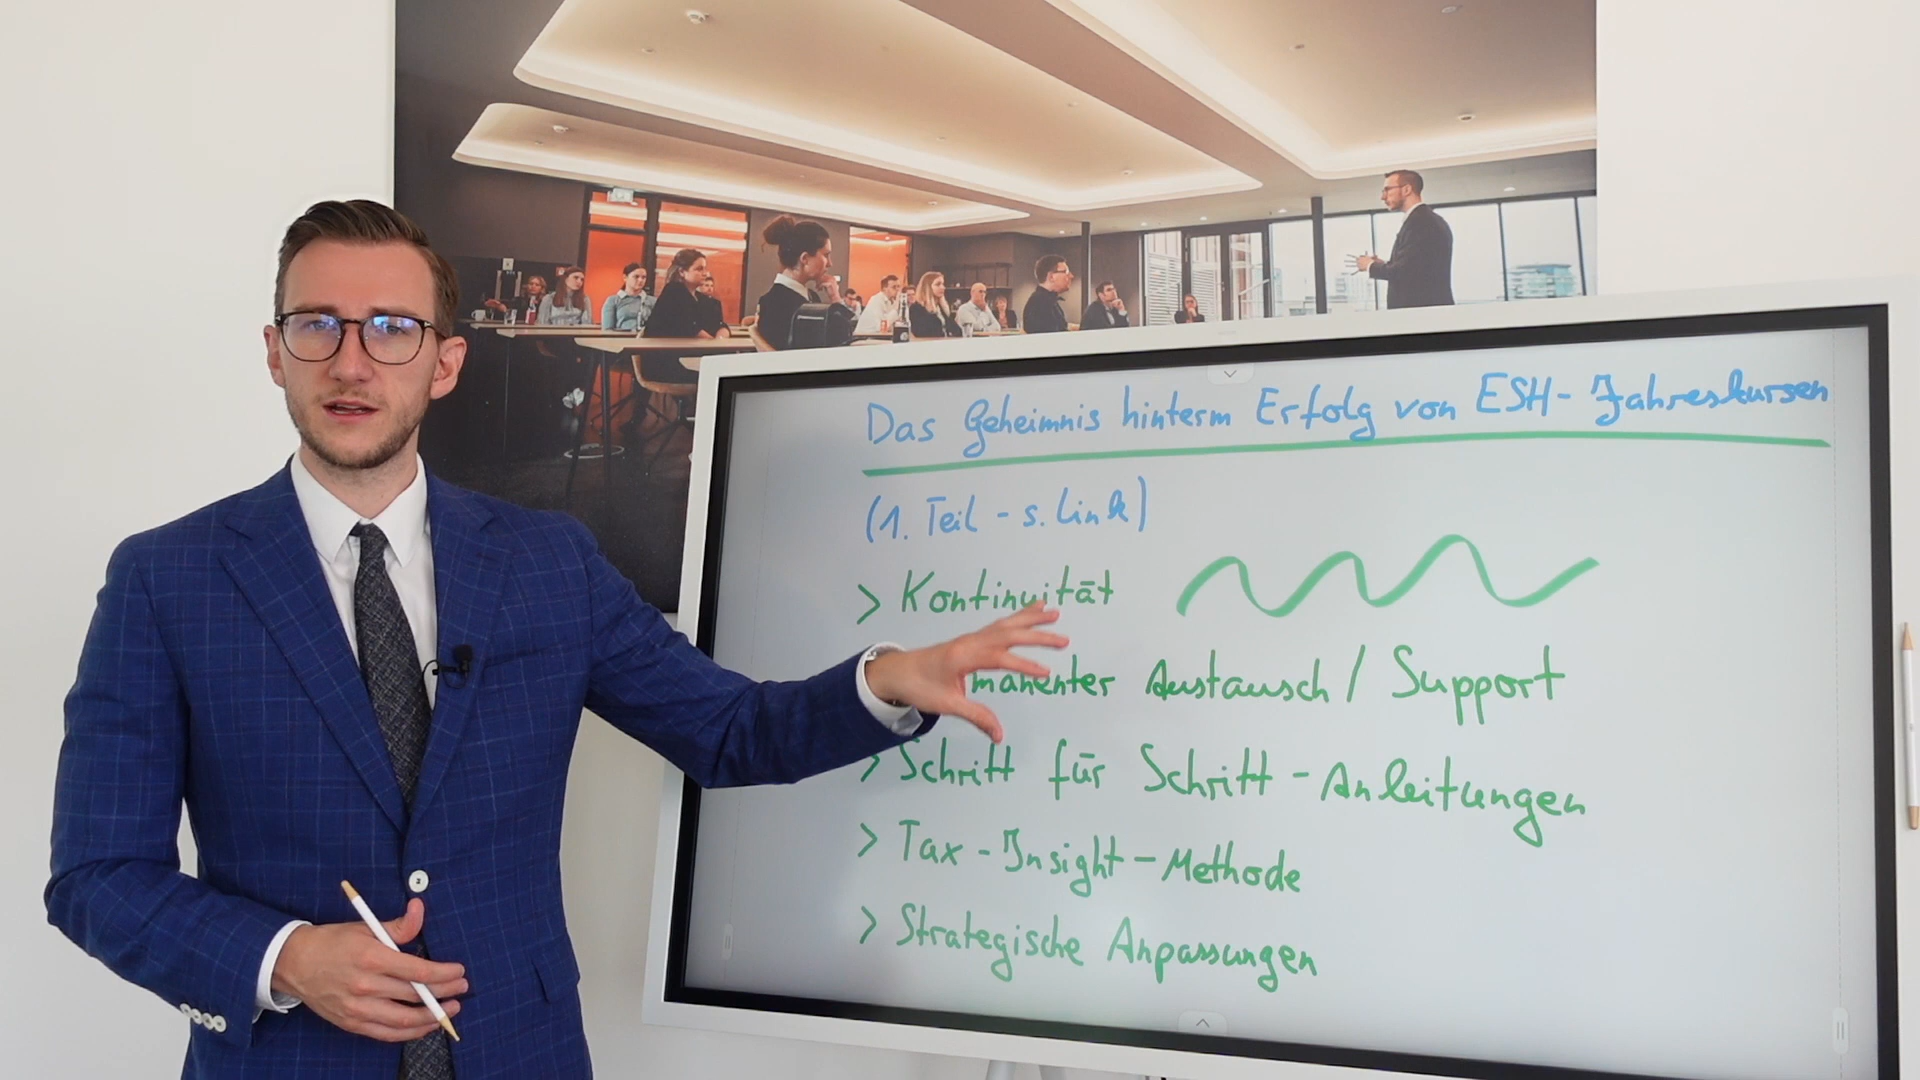 Das Geheimnis hinterm Erfolg von ESH-Jahreskursen
(1. Teil - s. Link)
> Kontinuität
manenter Austausch / Support
> Schritt für Schritt - Anleitungen
> Tax - Insight - Methode
> Strategische Anpassungen